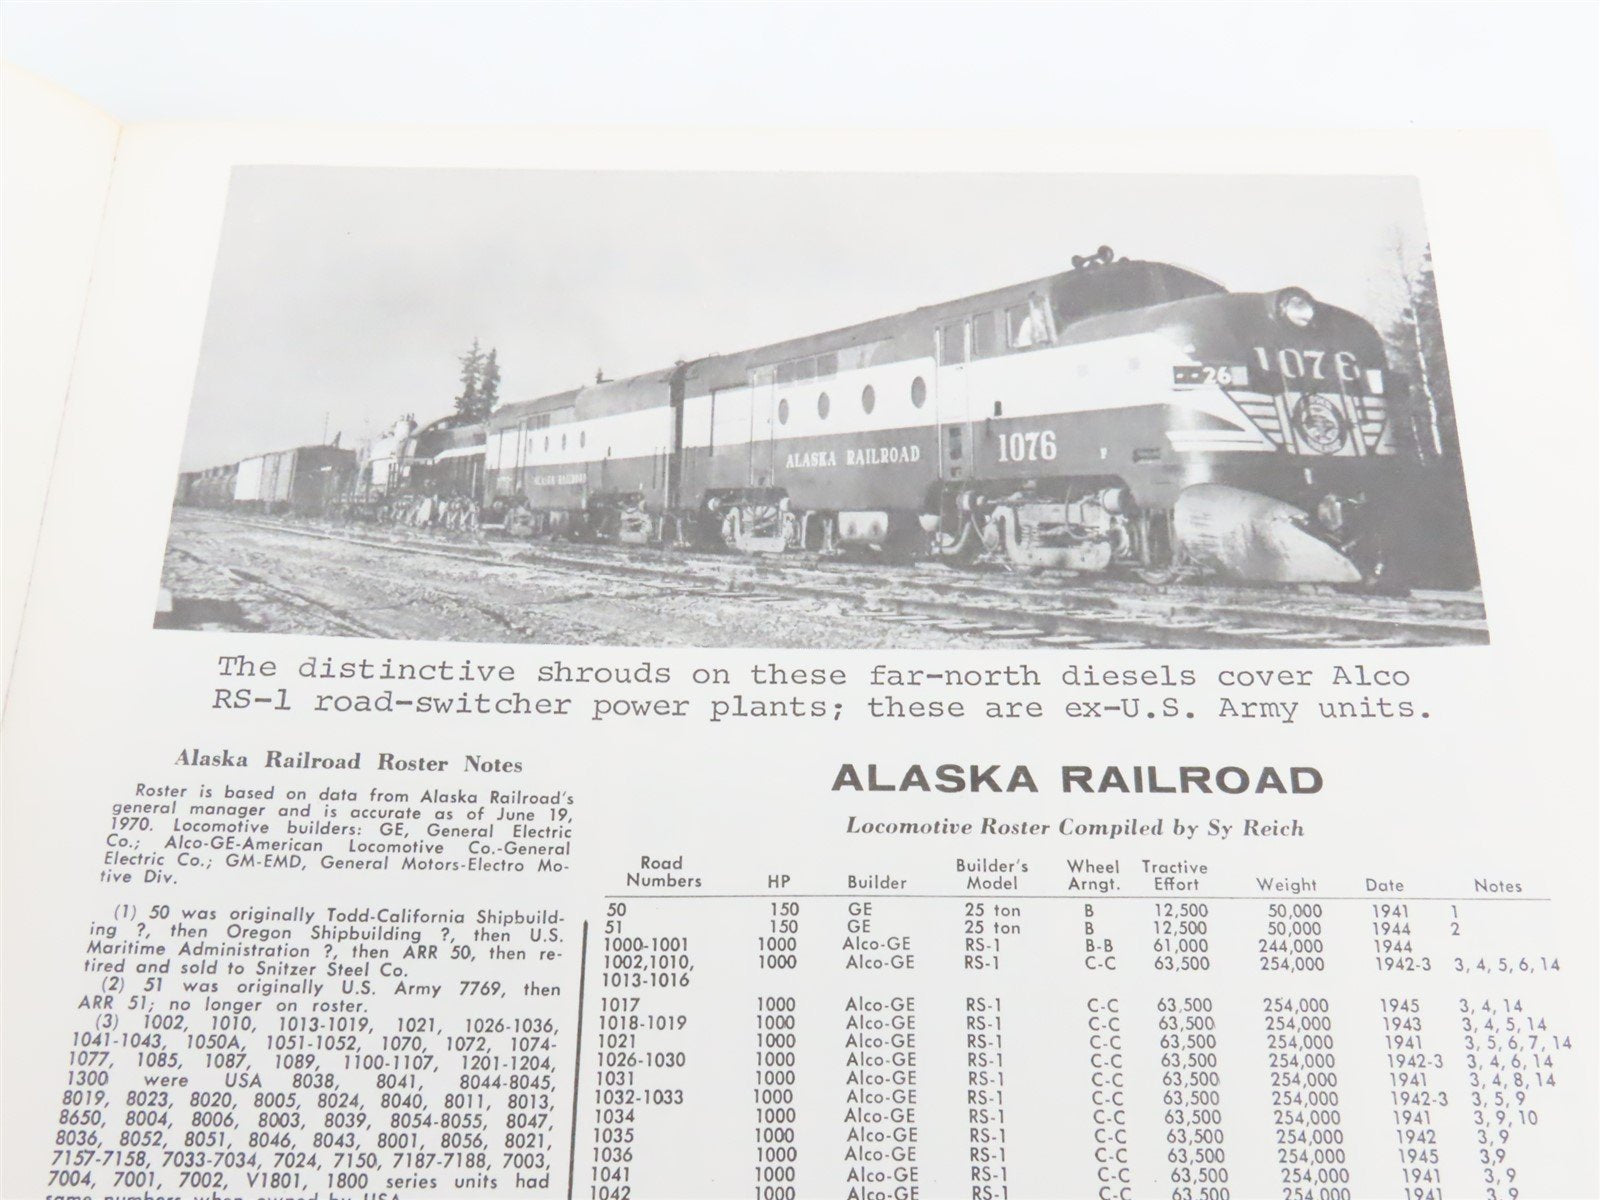 1076
26
ALASKA RAILROAD
1076
ALASKA RAILROAD
The distinctive shrouds on these far-north diesels cover Alco
RS-1 road-switcher power plants; these are ex-U.S. Army units.
Alaska Railroad Roster Notes
Roster is based on data from Alaska Railroad's
general manager and is accurate as of June 19,
1970. Locomotive builders: GE, General Electric
Co.; Alco-GE-American Locomotive Co.-General
Electric Co.; GM-EMD, General Motors-Electro Mo-
tive Div.
(1) 50 was originally Todd-California Shipbuild-
ing ?, then Oregon Shipbuilding ?, then U.S.
Maritime Administration ?, then ARR 50, then re-
tired and sold to Snitzer Steel Co.
(2) 51 was originally U.S. Army 7769, then
ARR 51; no longer on roster.
(3) 1002, 1010, 1013-1019, 1021, 1026-1036,
1041-1043, 1050A, 1051-1052, 1070, 1072, 1074-
1077, 1085, 1087, 1089, 1100-1107, 1201-1204,
1300 were USA 8038, 8041, 8044-8045,
8019, 8023, 8020, 8005, 8024, 8040, 8011, 8013,
8650, 8004, 8006, 8003, 8039, 8054-8055, 8047,
8036, 8052, 8051, 8046, 8043, 8001, 8056, 8021,
7157-7158, 7033-7034, 7024, 7150, 7187-7188, 7003,
7004, 7001, 7002, V1801, 1800 series units had
same numbers when owned by USA.
ALASKA RAILROAD
Locomotive Roster Compiled by Sy Reich
Road Numbers HP Builder Builder's Model Wheel Arngt. Tractive Effort Weight Date Notes
50 150 GE 25 ton B 12,500 50,000 1941 1
51 150 GE 25 ton B 12,500 50,000 1944 2
1000-1001 1000 Alco-GE RS-1 B-B 61,000 244,000 1944
1002,1010, 1000 Alco-GE RS-1 C-C 63,500 254,000 1942-3 3, 4, 5, 6, 14
1013-1016
1017 1000 Alco-GE RS-1 C-C 63,500 254,000 1945 3, 4, 14
1018-1019 1000 Alco-GE RS-1 C-C 63,500 254,000 1943 3, 4, 5, 14
1021 1000 Alco-GE RS-1 C-C 63,500 254,000 1941 3, 5, 6, 7, 14
1026-1030 1000 Alco-GE RS-1 C-C 63,500 254,000 1942-3 3, 4, 6, 14
1031 1000 Alco-GE RS-1 C-C 63,500 254,000 1941 3, 4, 8, 14
1032-1033 1000 Alco-GE RS-1 C-C 63,500 254,000 1942-3 3, 5, 9
1034 1000 Alco-GE RS-1 C-C 63,500 254,000 1941 3, 9, 10
1035 1000 Alco-GE RS-1 C-C 63,500 254,000 1942 3, 9
1036 1000 Alco-GE RS-1 C-C 63,500 254,000 1945 3,9
1041 1000 Alco-GE RS-1 C-C 63,500 254,000 1941 3, 9
1042 1000 Alco-GE RS-1 C-C 63,500 254,000 1941 3, 9